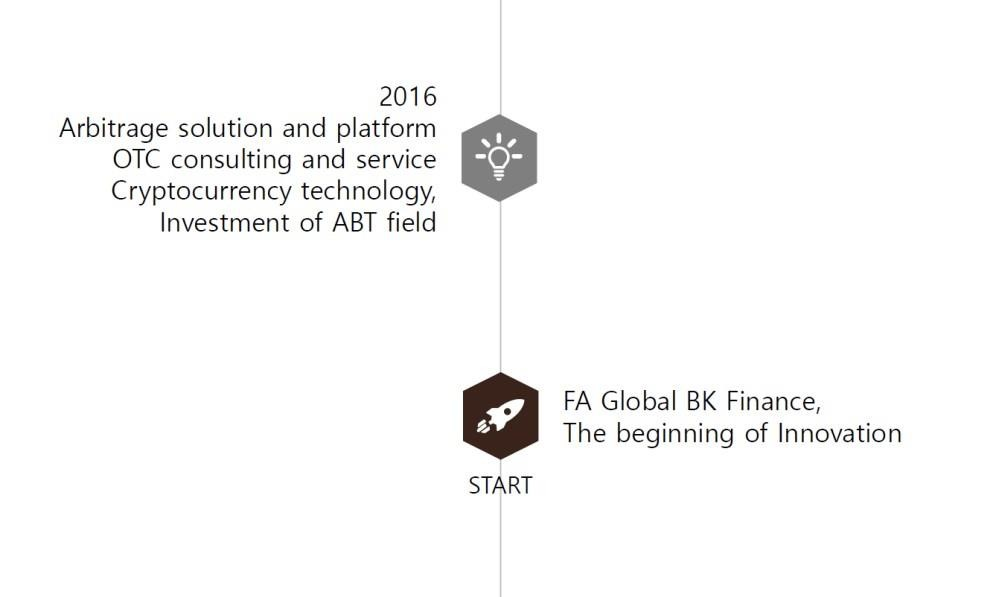 2016
Arbitrage solution and platform
OTC consulting and service
Cryptocurrency technology,
Investment of ABT field
FA Global BK Finance,
The beginning of Innovation
START